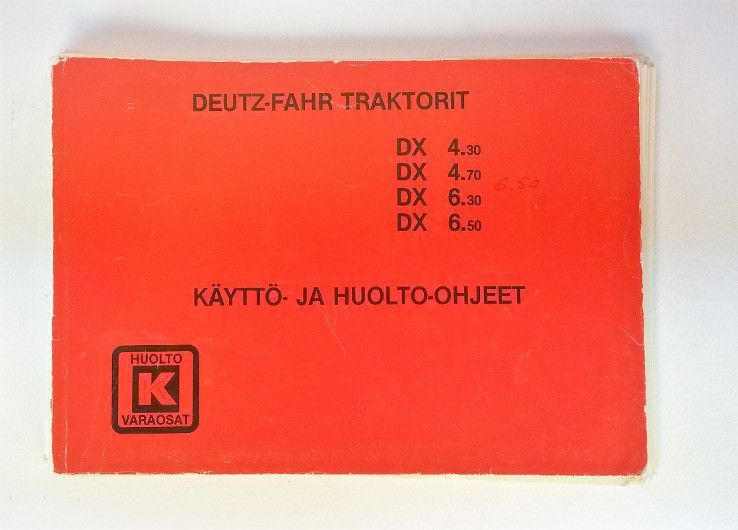 DEUTZ-FAHR TRAKTORIT
DX 4.30
DX 4.70
DX 6.30
DX 6.50
6.50
KÄYTTÖ- JA HUOLTO-OHJEET
HUOLTO
K
VARAOSAT